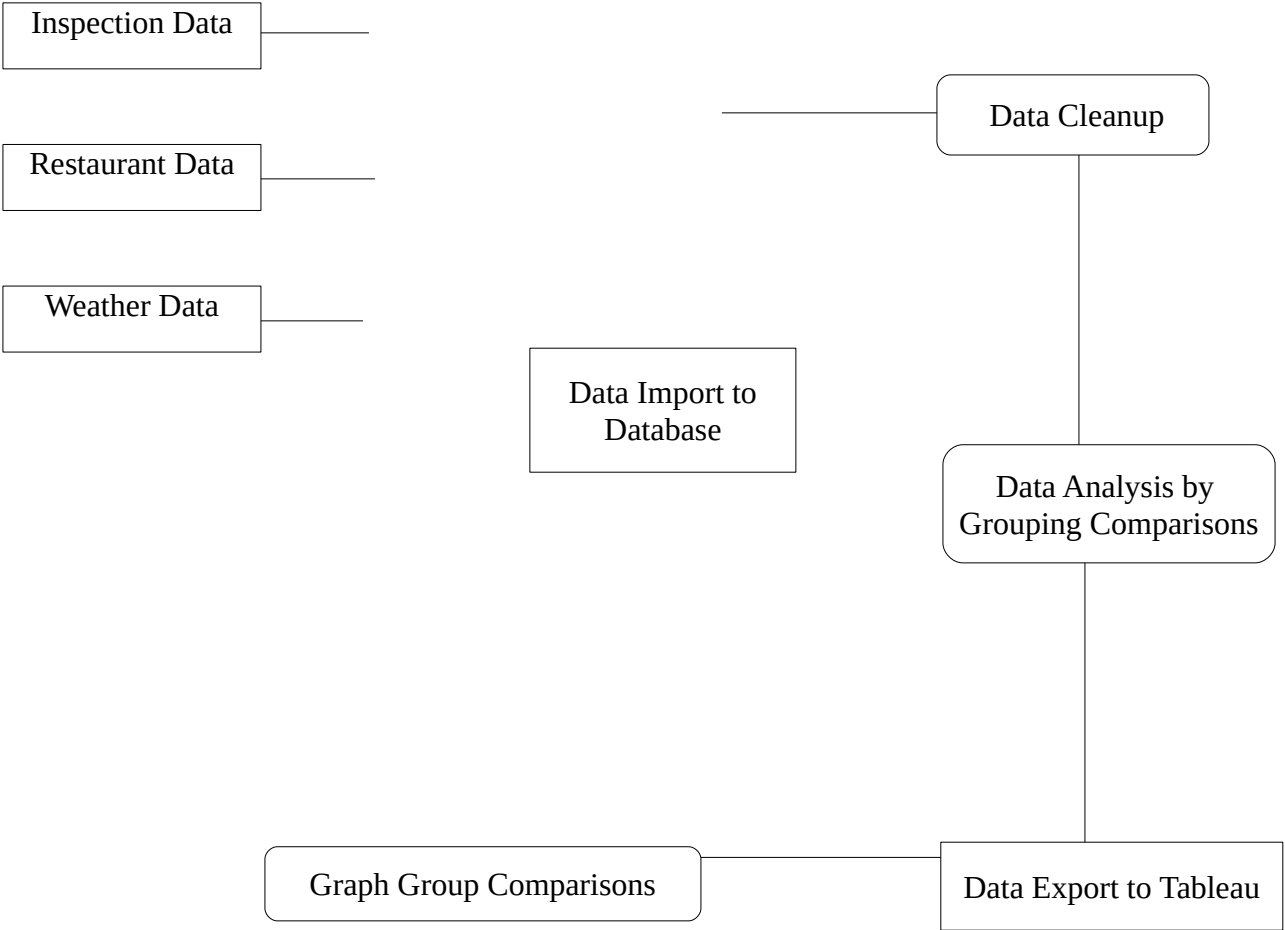 Inspection Data
Data Cleanup
Restaurant Data
Weather Data
Data Import to
Database
Data Analysis by
Grouping Comparisons
Graph Group Comparisons
Data Export to Tableau